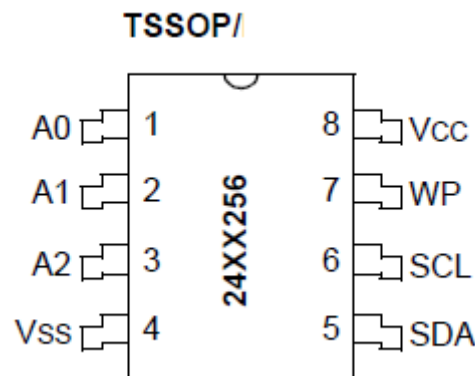 TSSOP/
A0 1 8 VCC
A1 2 7 WP
24XX256
A2 3 6 SCL
VSS 4 5 SDA